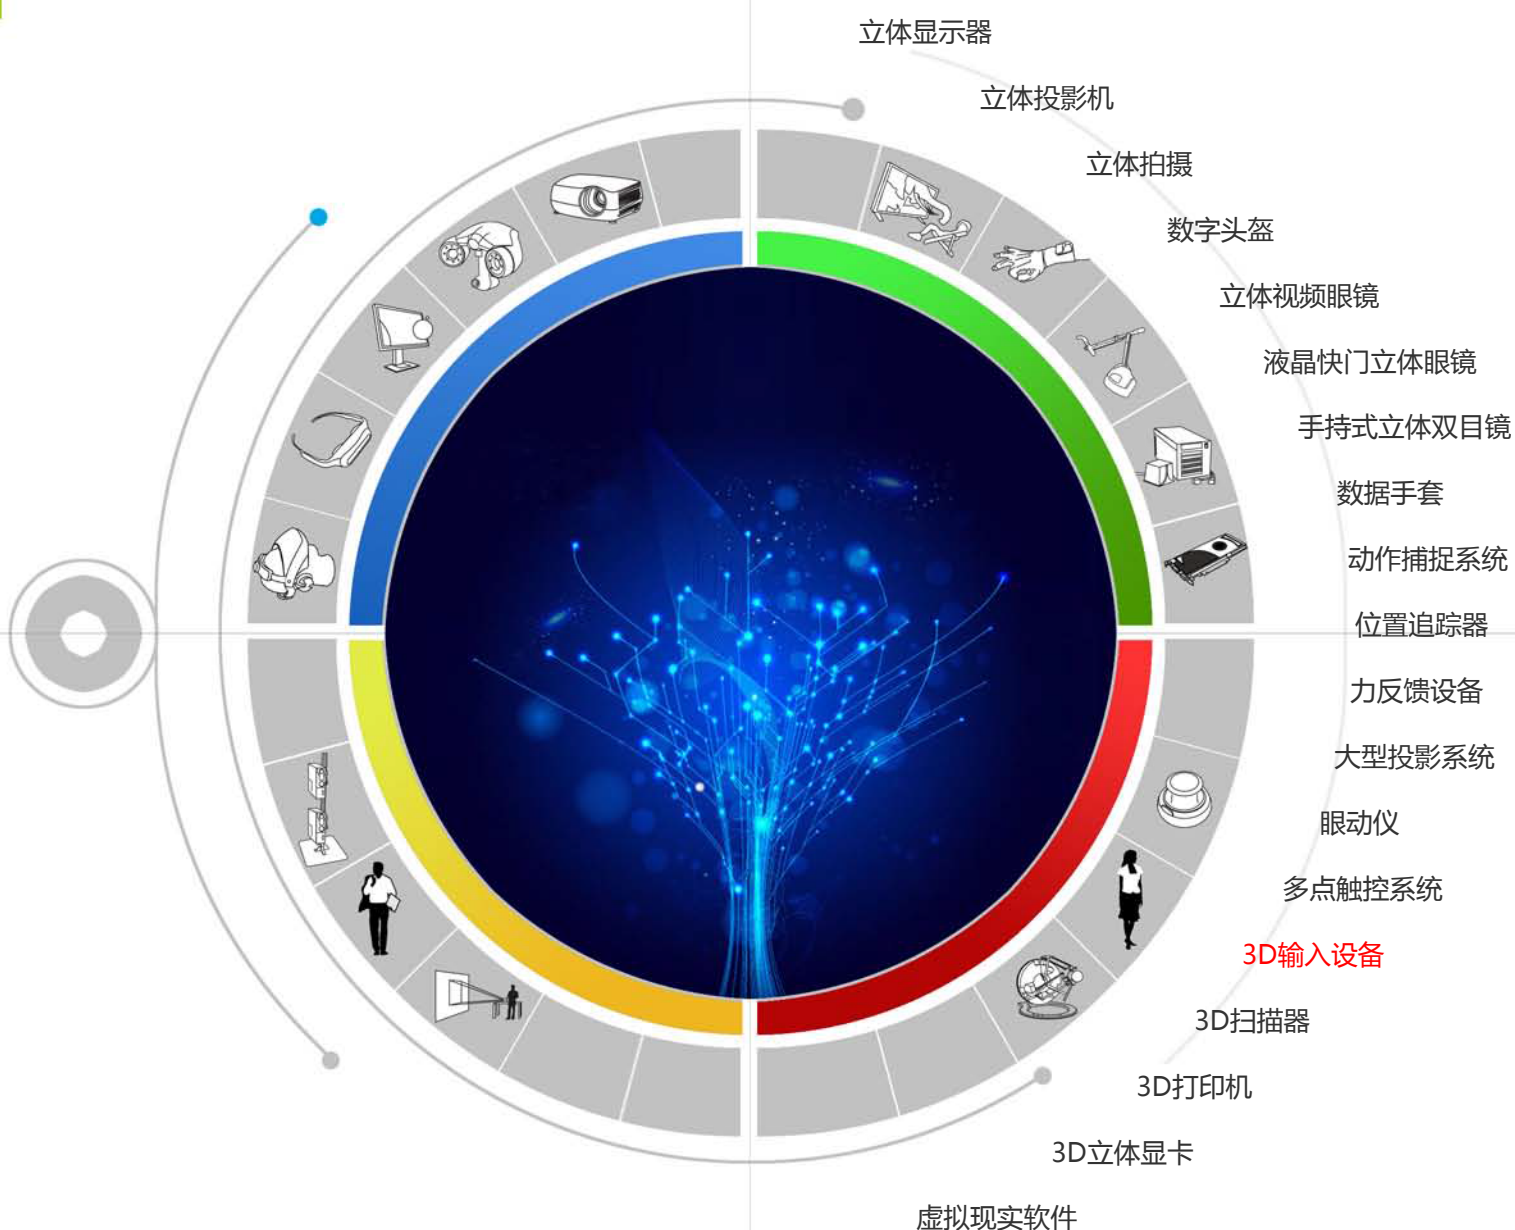 立体显示器
立体投影机
立体拍摄
数字头盔
立体视频眼镜
液晶快门立体眼镜
手持式立体双目镜
数据手套
动作捕捉系统
位置追踪器
力反馈设备
大型投影系统
眼动仪
多点触控系统
3D输入设备
3D扫描器
3D打印机
3D立体显卡
虚拟现实软件